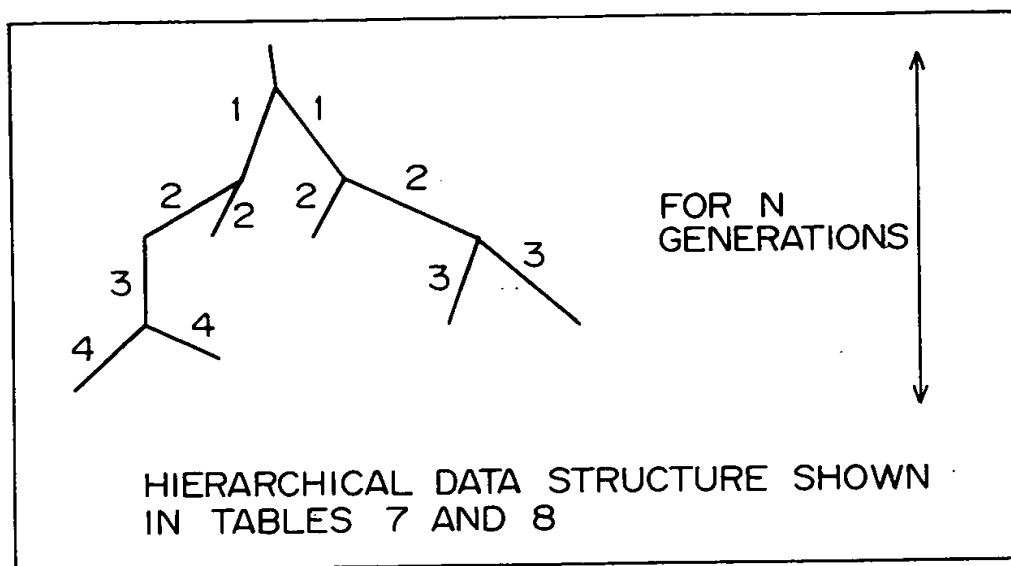 1 1
2 2 2 2
FOR N
GENERATIONS
3 3 3
4 4
HIERARCHICAL DATA STRUCTURE SHOWN
IN TABLES 7 AND 8